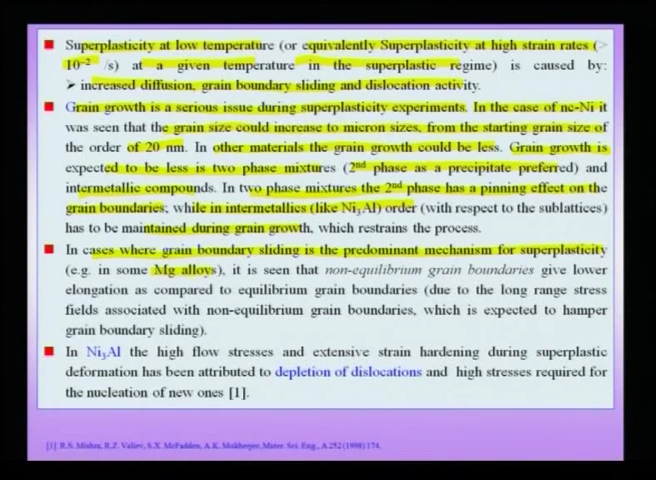 Superplasticity at low temperature (or equivalently Superplasticity at high strain rates (>
10⁻² /s) at a given temperature in the superplastic regime) is caused by:
➤ increased diffusion, grain boundary sliding and dislocation activity.
Grain growth is a serious issue during superplasticity experiments. In the case of nc-Ni it
was seen that the grain size could increase to micron sizes, from the starting grain size of
the order of 20 nm. In other materials the grain growth could be less. Grain growth is
expected to be less is two phase mixtures (2nd phase as a precipitate preferred) and
intermetallic compounds. In two phase mixtures the 2nd phase has a pinning effect on the
grain boundaries; while in intermetallics (like Ni₃Al) order (with respect to the sublattices)
has to be maintained during grain growth, which restrains the process.
In cases where grain boundary sliding is the predominant mechanism for superplasticity
(e.g. in some Mg alloys), it is seen that non-equilibrium grain boundaries give lower
elongation as compared to equilibrium grain boundaries (due to the long range stress
fields associated with non-equilibrium grain boundaries, which is expected to hamper
grain boundary sliding).
In Ni₃Al the high flow stresses and extensive strain hardening during superplastic
deformation has been attributed to depletion of dislocations and high stresses required for
the nucleation of new ones [1].
[1] R.S. Mishra, R.Z. Valiev, S.X. McFadden, A.K. Mukherjee, Mater. Sci. Eng., A 252 (1998) 174.